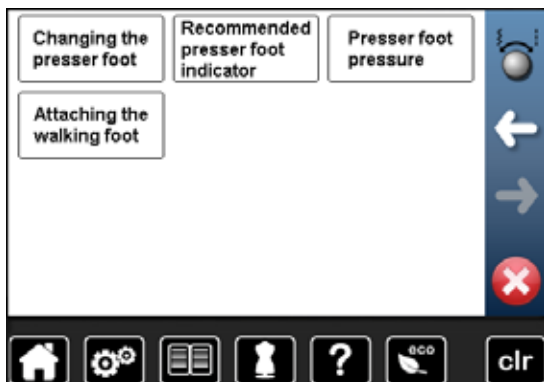 Changing the
presser foot
Recommended
presser foot
indicator
Presser foot
pressure
Attaching the
walking foot
?
eco
clr